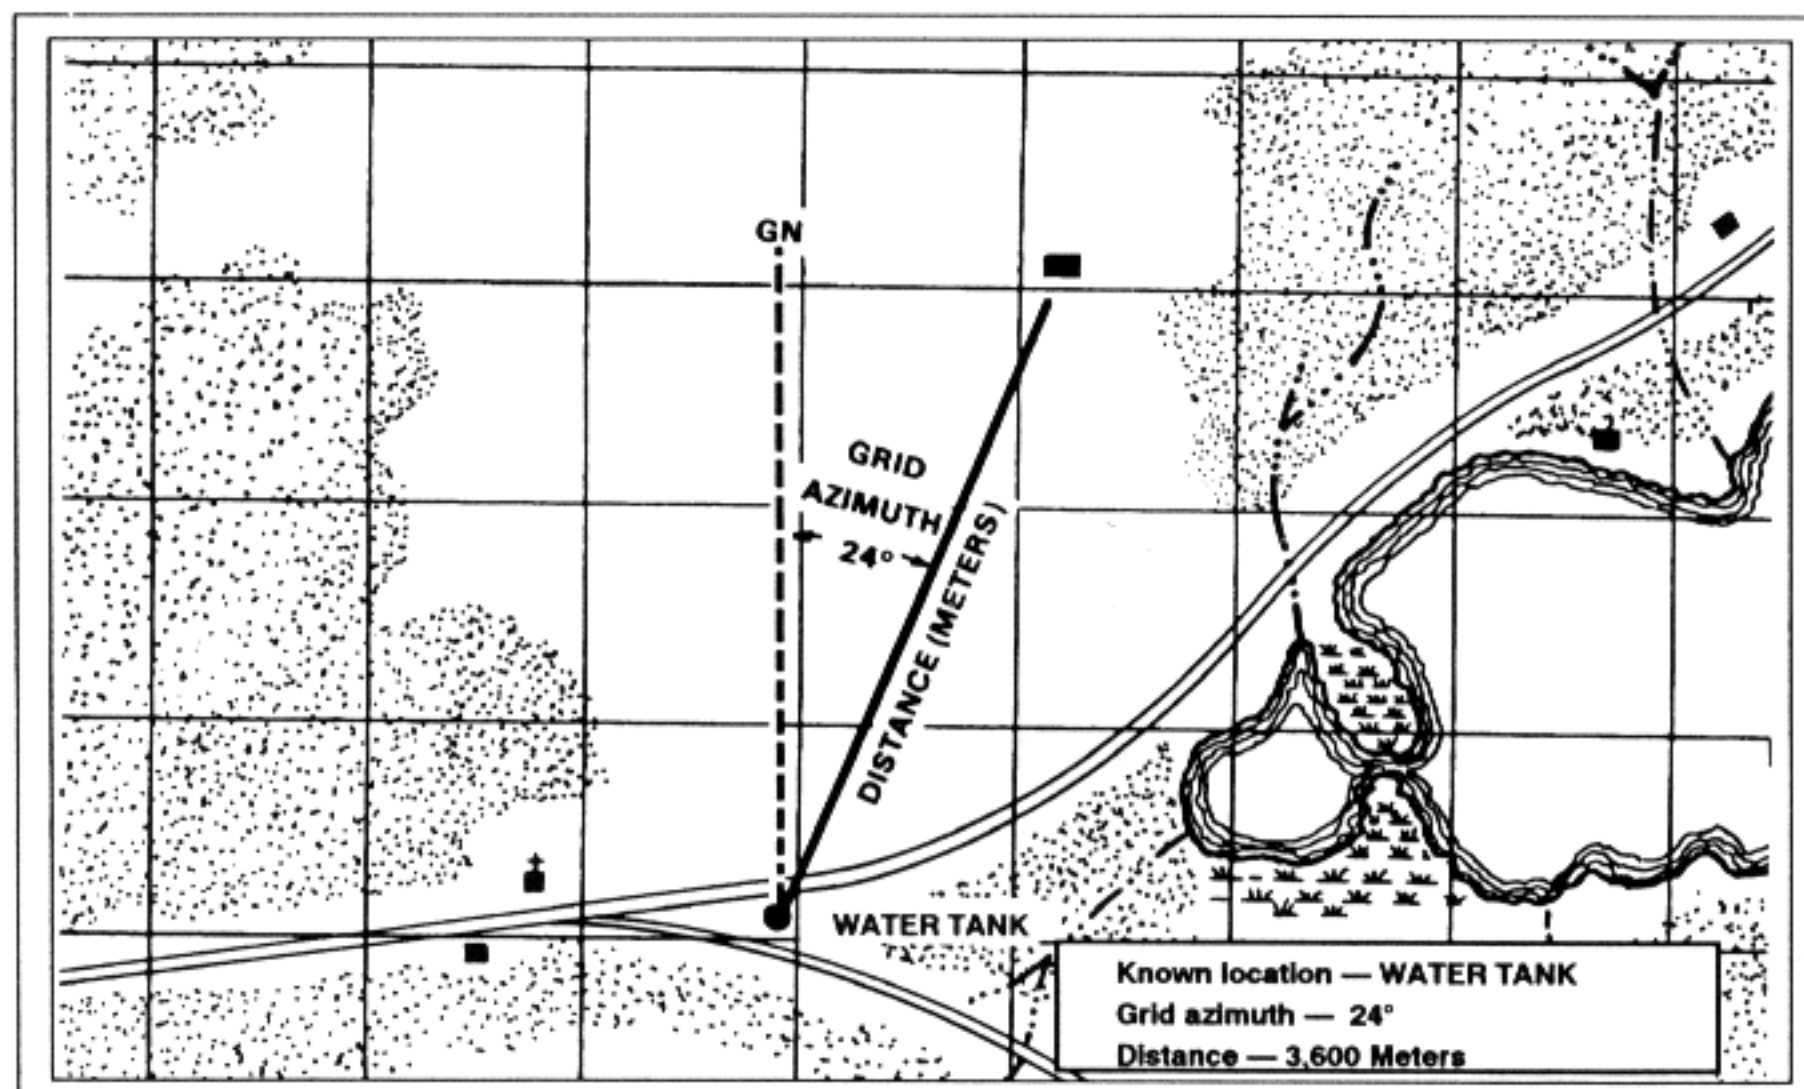 GN
GRID
AZIMUTH
24°
DISTANCE (METERS)
WATER TANK
Known location — WATER TANK
Grid azimuth — 24°
Distance — 3,600 Meters